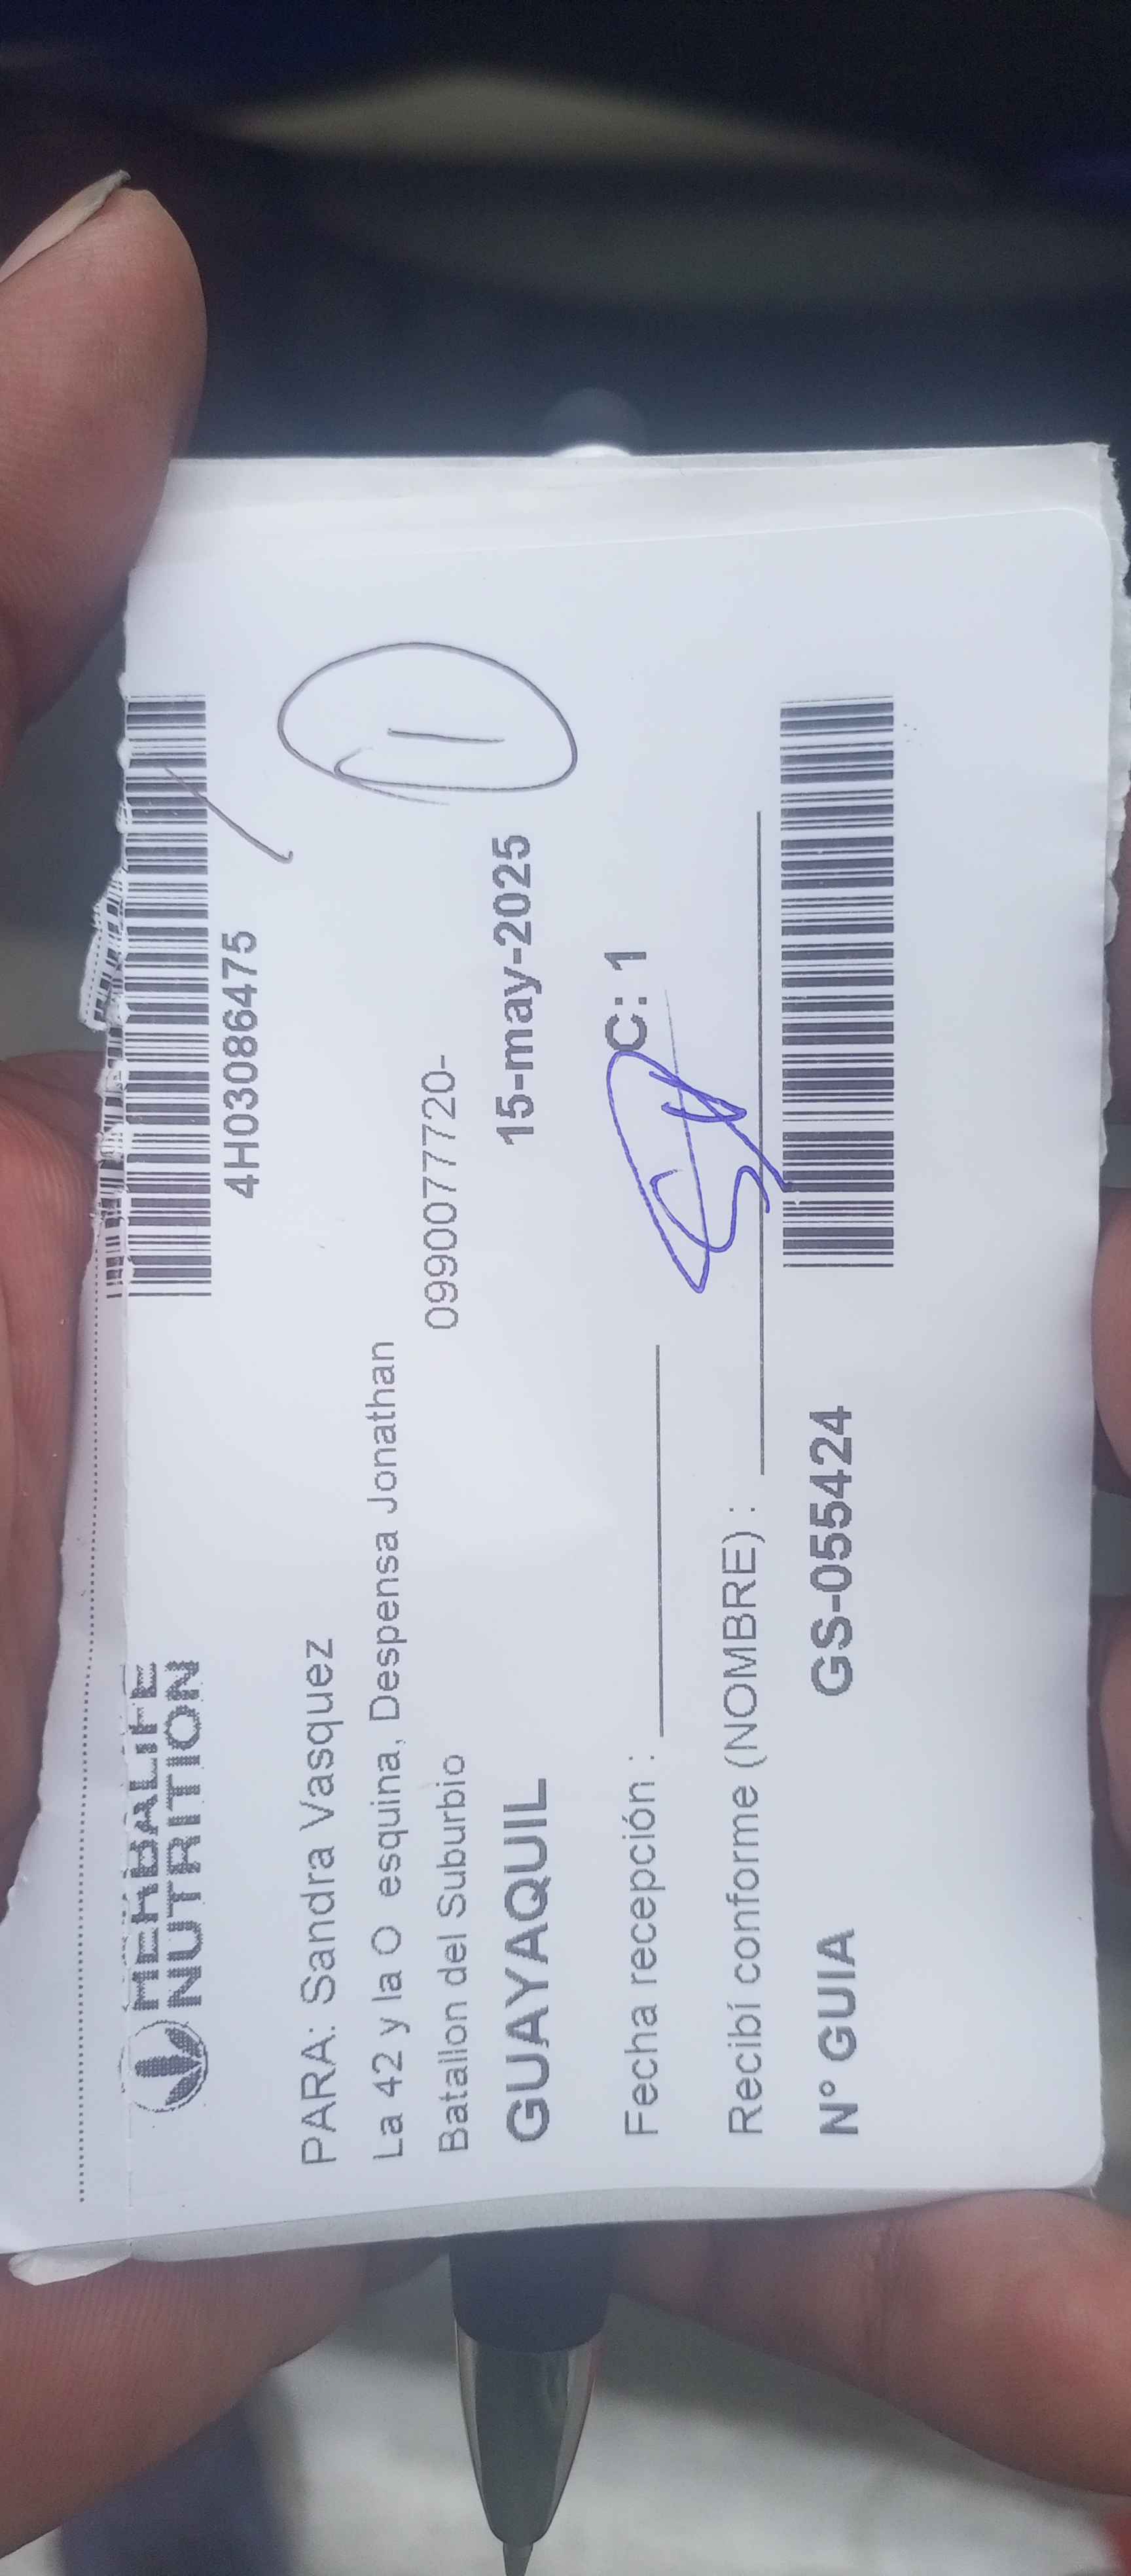 HERBALIFE
NUTRITION
4H03086475
PARA: Sandra Vasquez
La 42 y la O esquina, Despensa Jonathan
Batallon del Suburbio 0990077720-
GUAYAQUIL 15-may-2025
1
Fecha recepción : C: 1
Recibí conforme (NOMBRE) :
N° GUIA GS-055424